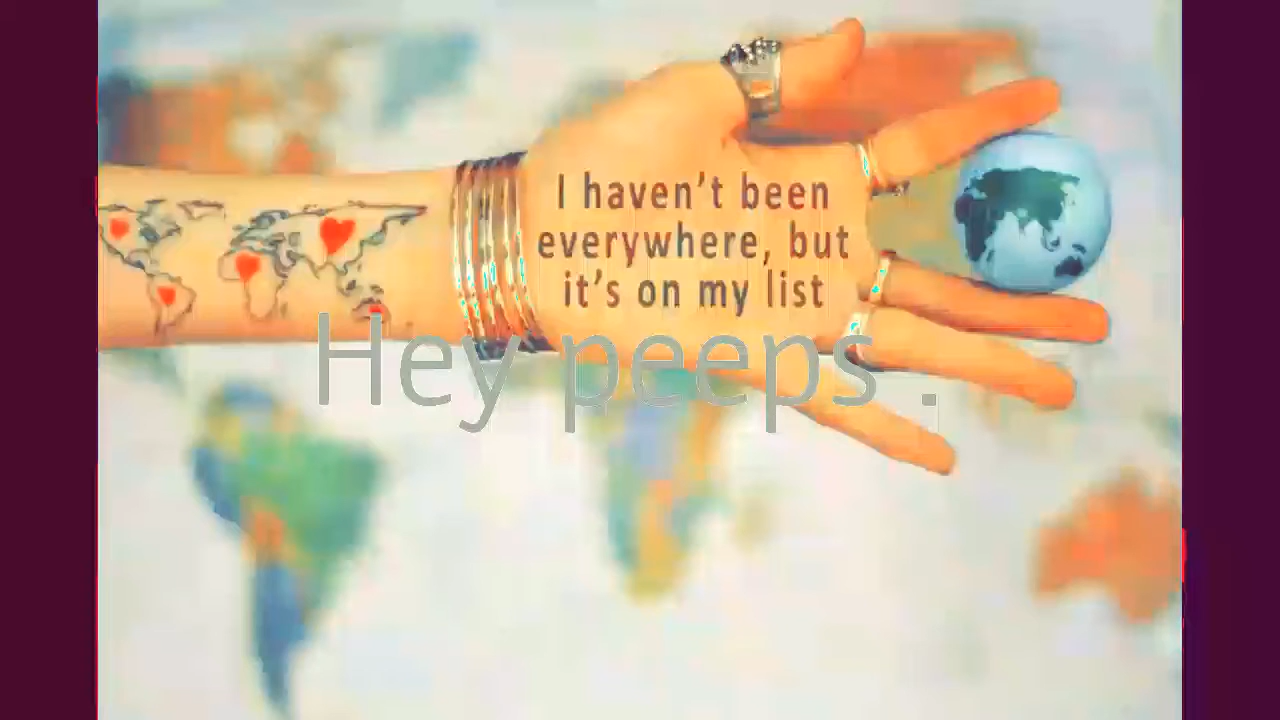 I haven't been
everywhere, but
it's on my list
Hey peeps .